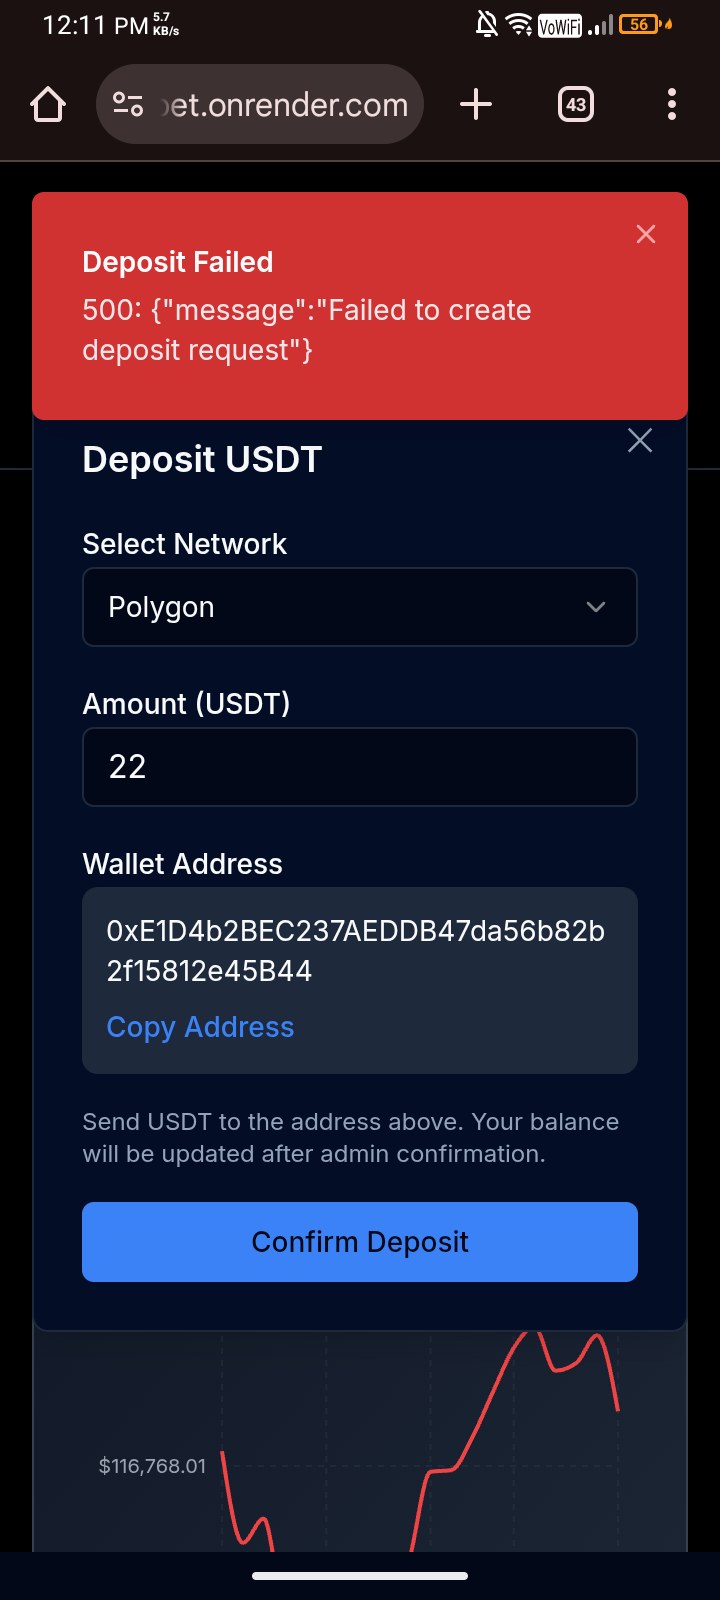 12:11 PM 5.7 KB/s VoWiFi 56
et.onrender.com 43
Deposit Failed
500: {"message":"Failed to create
deposit request"}
Deposit USDT
Select Network
Polygon
Amount (USDT)
22
Wallet Address
0xE1D4b2BEC237AEDDB47da56b82b
2f15812e45B44
Copy Address
Send USDT to the address above. Your balance
will be updated after admin confirmation.
Confirm Deposit
$116,768.01